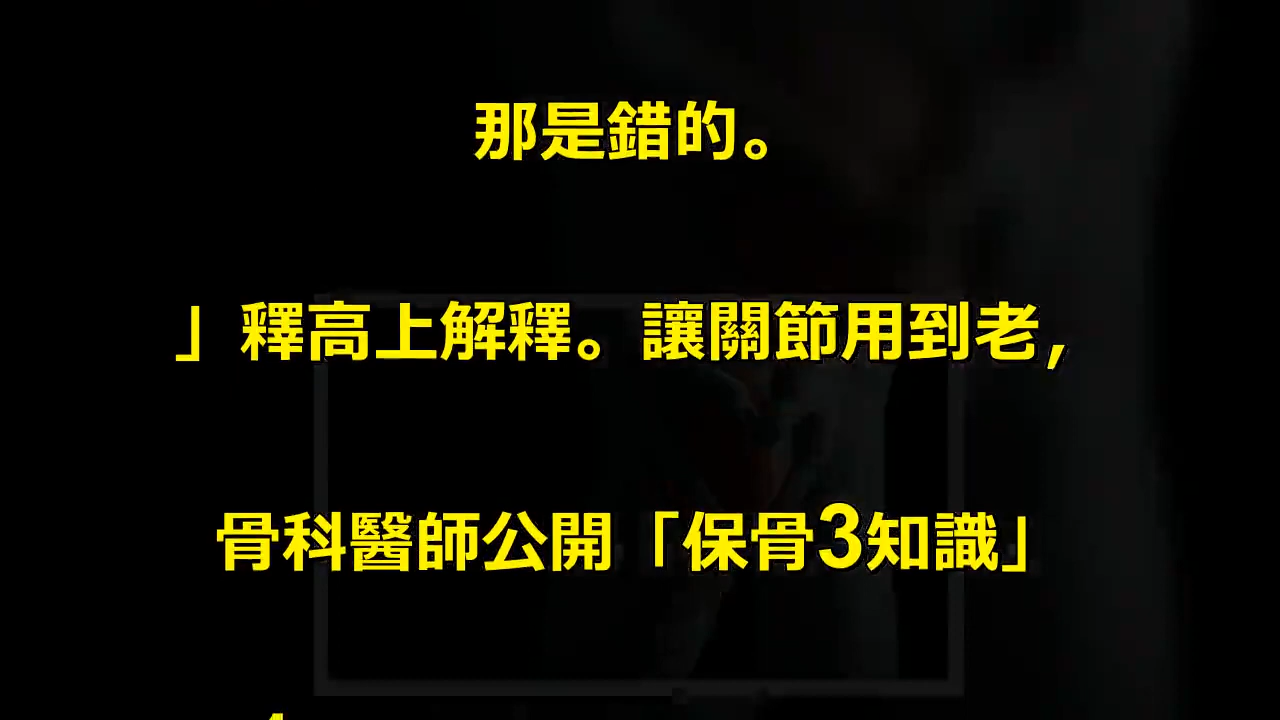 那是錯的。
」釋高上解釋。讓關節用到老,
骨科醫師公開「保骨3知識」